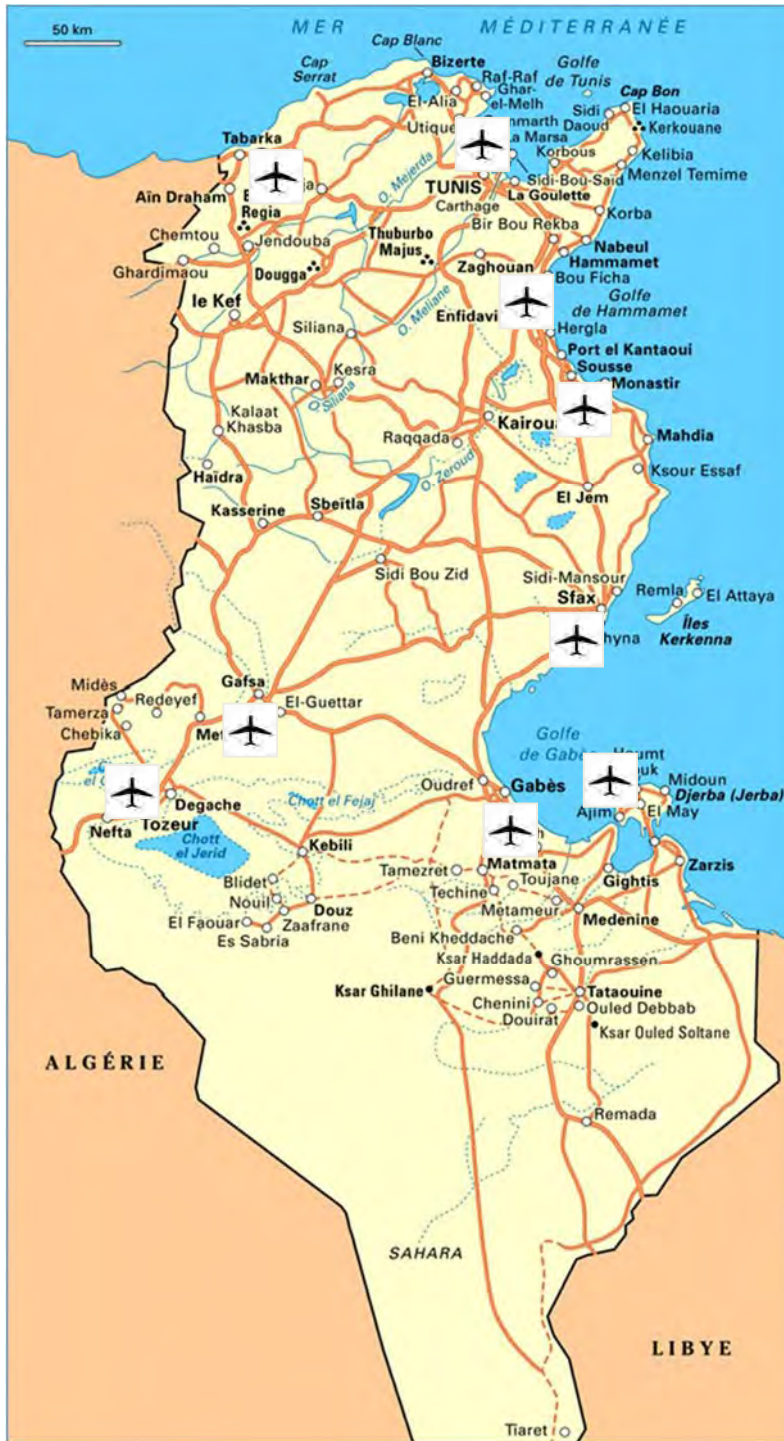 50 km
MER MÉDITERRANÉE
Cap Blanc
Bizerte
Cap
Serrat
Raf-Raf
Golfe
de Tunis
El-Alia
Ghar-
el-Melh
Cap Bon
Sidi
Daoud
El Haouaria
Utique
Kerkouane
Tabarka
La Marsa
Korbous
Kelibia
O. Mejerda
TUNIS
Sidi-Bou-Saïd
Menzel Temime
Aïn Draham
La Goulette
Regia
Carthage
Korba
Chemtou
Thuburbo
Majus
Bir Bou Rekba
Jendouba
Nabeul
Ghardimaou
Dougga
Zaghouan
Hammamet
Bou Ficha
le Kef
O. Meliane
Enfidavi
Golfe
de Hammamet
Siliana
Hergla
Port el Kantaoui
Makthar
Kesra
Sousse
Monastir
O.
Siliana
Kalaat
Khasba
Kairoua
Raqqada
Mahdia
Haïdra
O. Zeroud
Ksour Essaf
El Jem
Kasserine
Sbeïtla
Sidi Bou Zid
Sidi-Mansour
Remla
El Attaya
Sfax
Îles
Kerkenna
hyna
Midès
Gafsa
Redeyef
El-Guettar
Tamerza
Chebika
Met
Golfe
de Gabès
Oudref
Gabès
Midoun
Degache
Chott el Fejaj
Djerba (Jerba)
Nefta
Tozeur
Ajim
El May
Chott
el Jerid
Kebili
Matmata
Zarzis
Blidet
Tamezret
Toujane
Gightis
Nouil
Techine
Douz
Metameur
Medenine
El Faouar
Zaafrane
Es Sabria
Beni Kheddache
Ksar Haddada
Ghoumrassen
Guermessa
Ksar Ghilane
Tataouine
Chenini
Ouled Debbab
Douirat
Ksar Ouled Soltane
ALGÉRIE
Remada
SAHARA
LIBYE
Tiaret